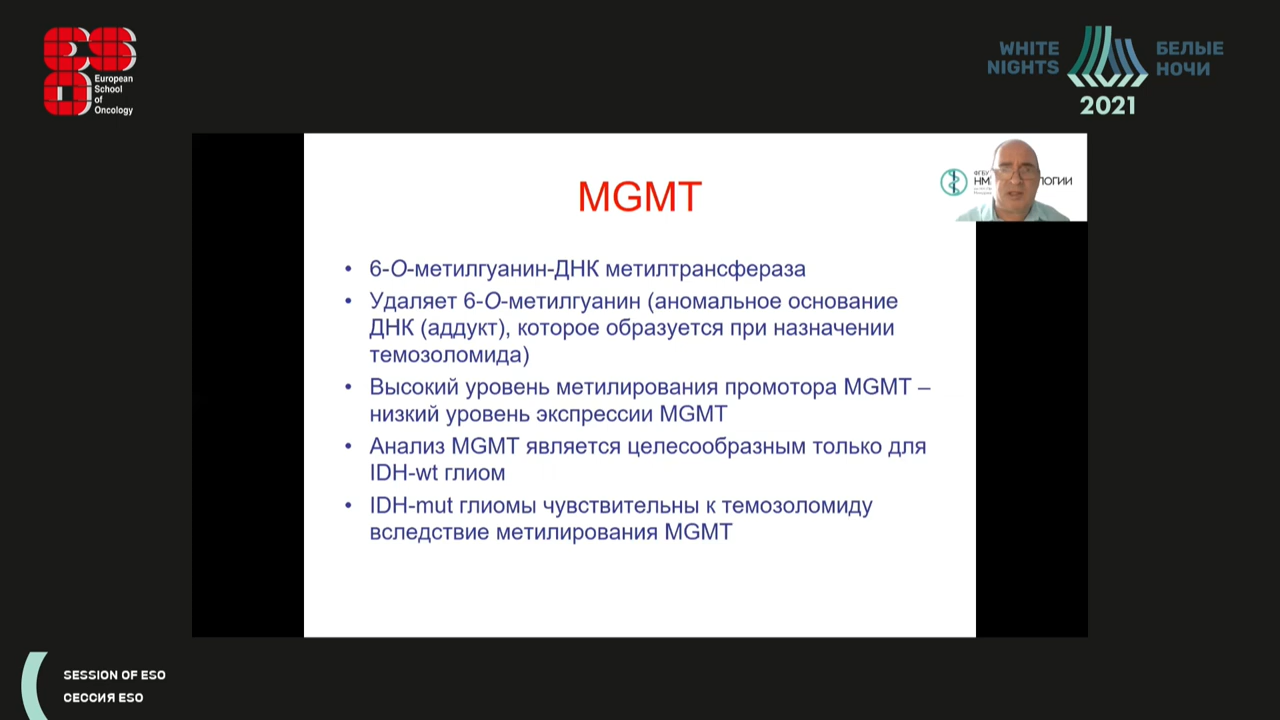 European
School
of
Oncology
WHITE
NIGHTS
БЕЛЫЕ
НОЧИ
2021
MGMT
ФГБУ
НМ
ЛОГИИ
• 6-О-метилгуанин-ДНК метилтрансфераза
• Удаляет 6-О-метилгуанин (аномальное основание
ДНК (аддукт), которое образуется при назначении
темозоломида)
• Высокий уровень метилирования промотора MGMT –
низкий уровень экспрессии MGMT
• Анализ MGMT является целесообразным только для
IDH-wt глиом
• IDH-mut глиомы чувствительны к темозоломиду
вследствие метилирования MGMT
SESSION OF ESO
СЕССИЯ ESO